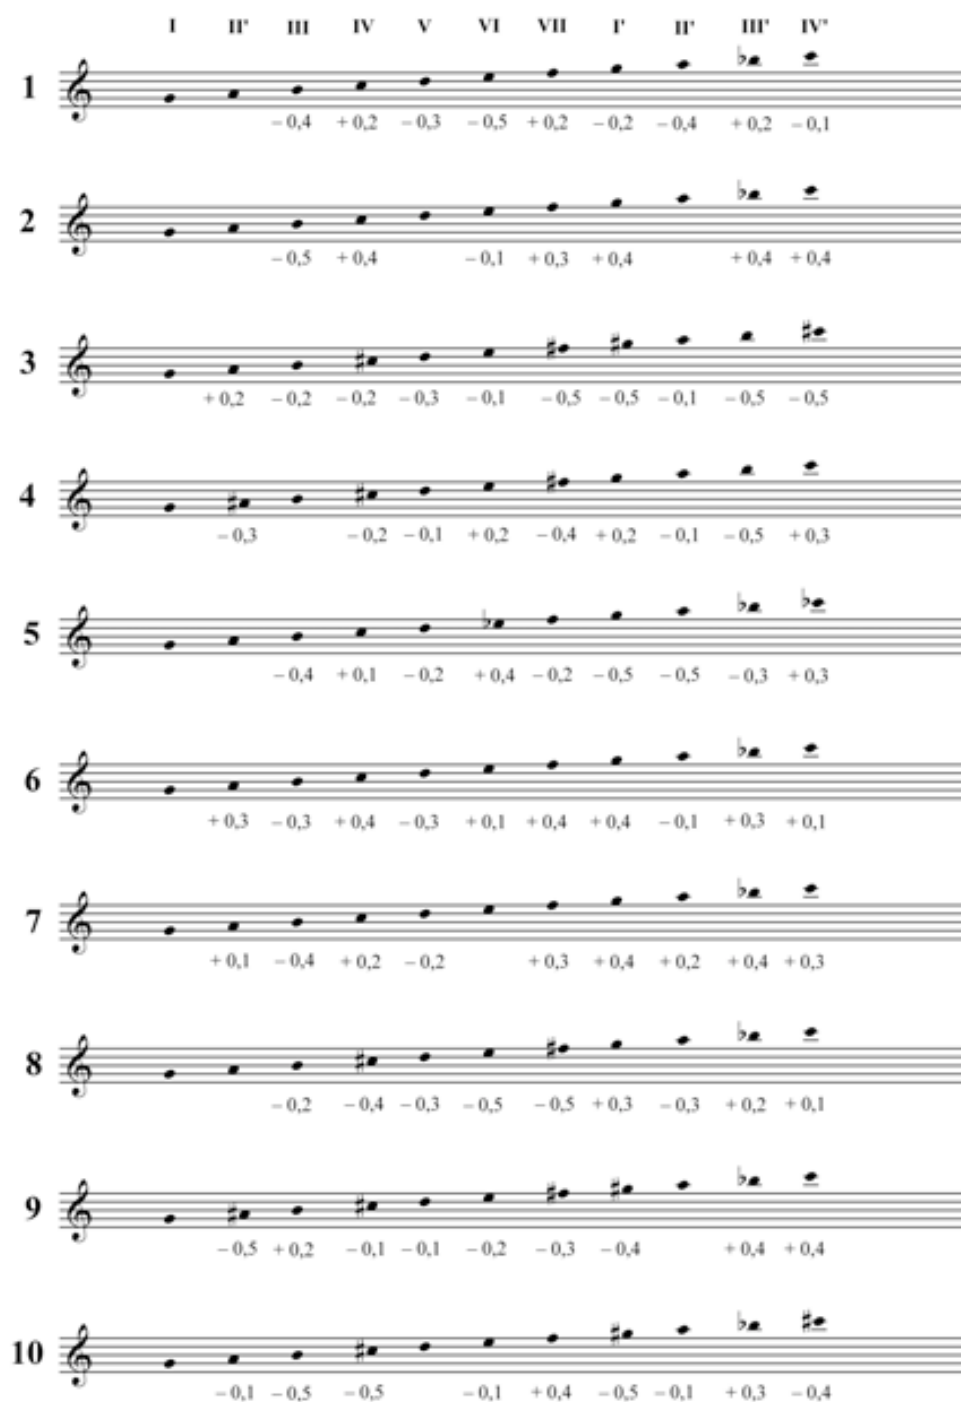 I II' III IV V VI VII I' II' III' IV'
1
– 0,4 + 0,2 – 0,3 – 0,5 + 0,2 – 0,2 – 0,4 + 0,2 – 0,1
2
– 0,5 + 0,4 – 0,1 + 0,3 + 0,4 + 0,4 + 0,4
3
+ 0,2 – 0,2 – 0,2 – 0,3 – 0,1 – 0,5 – 0,5 – 0,1 – 0,5 – 0,5
4
– 0,3 – 0,2 – 0,1 + 0,2 – 0,4 + 0,2 – 0,1 – 0,5 + 0,3
5
– 0,4 + 0,1 – 0,2 + 0,4 – 0,2 – 0,5 – 0,5 – 0,3 + 0,3
6
+ 0,3 – 0,3 + 0,4 – 0,3 + 0,1 + 0,4 + 0,4 – 0,1 + 0,3 + 0,1
7
+ 0,1 – 0,4 + 0,2 – 0,2 + 0,3 + 0,4 + 0,2 + 0,4 + 0,3
8
– 0,2 – 0,4 – 0,3 – 0,5 – 0,5 + 0,3 – 0,3 + 0,2 + 0,1
9
– 0,5 + 0,2 – 0,1 – 0,1 – 0,2 – 0,3 – 0,4 + 0,4 + 0,4
10
– 0,1 – 0,5 – 0,5 – 0,1 + 0,4 – 0,5 – 0,1 + 0,3 – 0,4